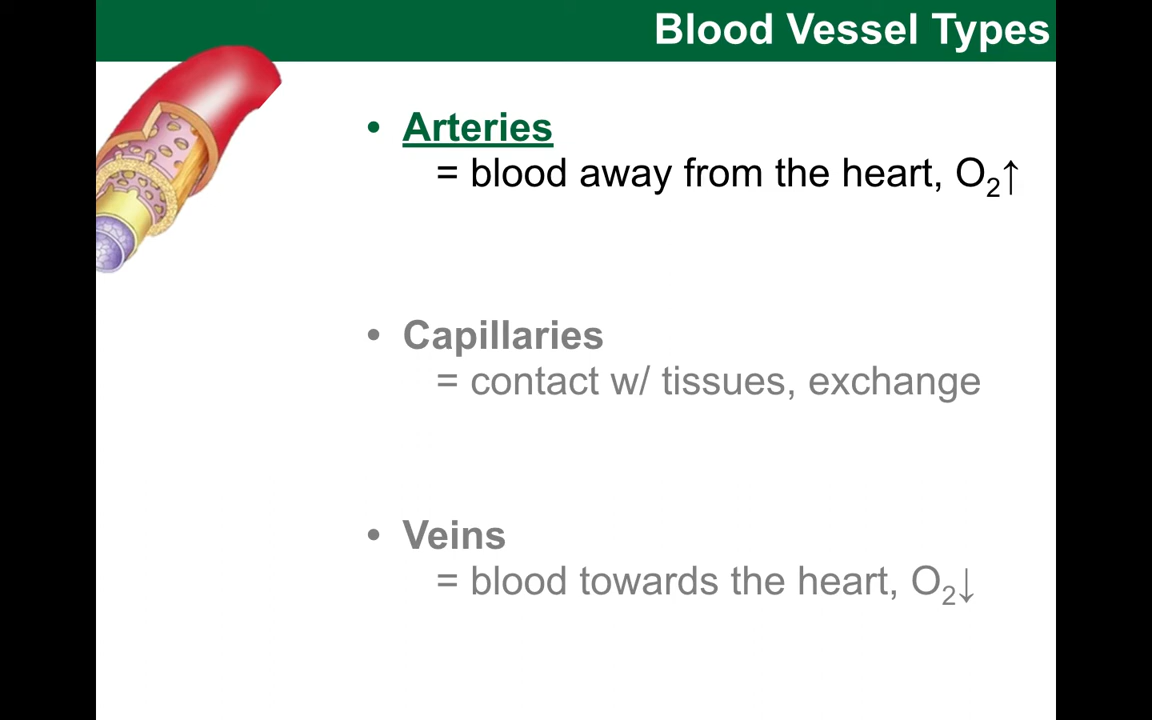 Blood Vessel Types
• Arteries
= blood away from the heart, O₂↑
• Capillaries
= contact w/ tissues, exchange
• Veins
= blood towards the heart, O₂↓